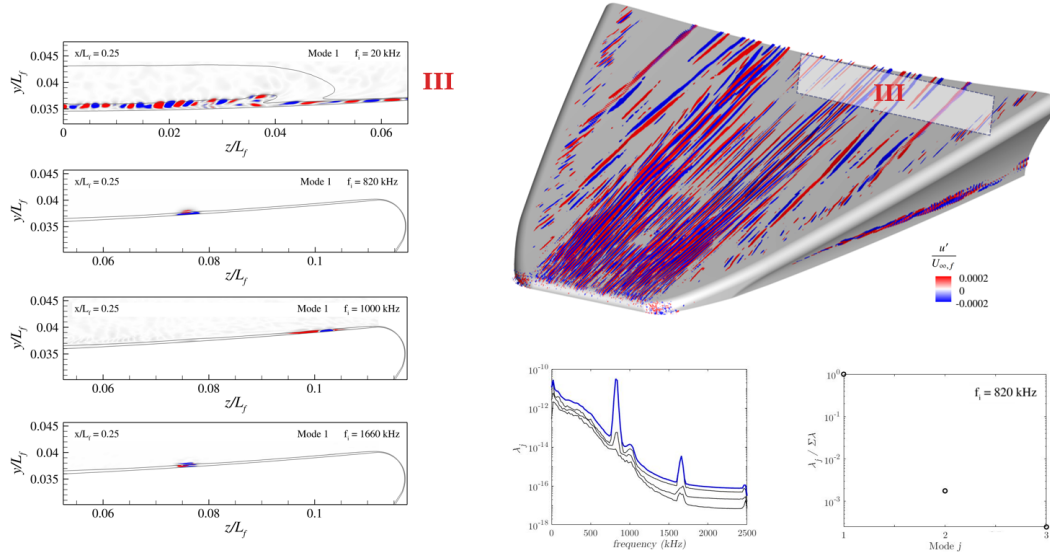 x/L_f = 0.25 Mode 1 f_i = 20 kHz
0.045
0.04
0.035
y/L_f
0 0.02 0.04 0.06
z/L_f
III
x/L_f = 0.25 Mode 1 f_i = 820 kHz
0.04
0.035
y/L_f
0.06 0.08 0.1
z/L_f
x/L_f = 0.25 Mode 1 f_i = 1000 kHz
0.045
0.04
0.035
y/L_f
0.06 0.08 0.1
z/L_f
x/L_f = 0.25 Mode 1 f_i = 1660 kHz
0.04
0.035
y/L_f
0.06 0.08 0.1
z/L_f
III
u'
U_∞,f
0.0002
0
-0.0002
10^-10
10^-12
10^-14
10^-16
10^-18
λ_j
0 500 1000 1500 2000 2500
frequency (kHz)
f_i = 820 kHz
10^0
10^-1
10^-2
10^-3
λ_j / Σλ
1 2 3
Mode j